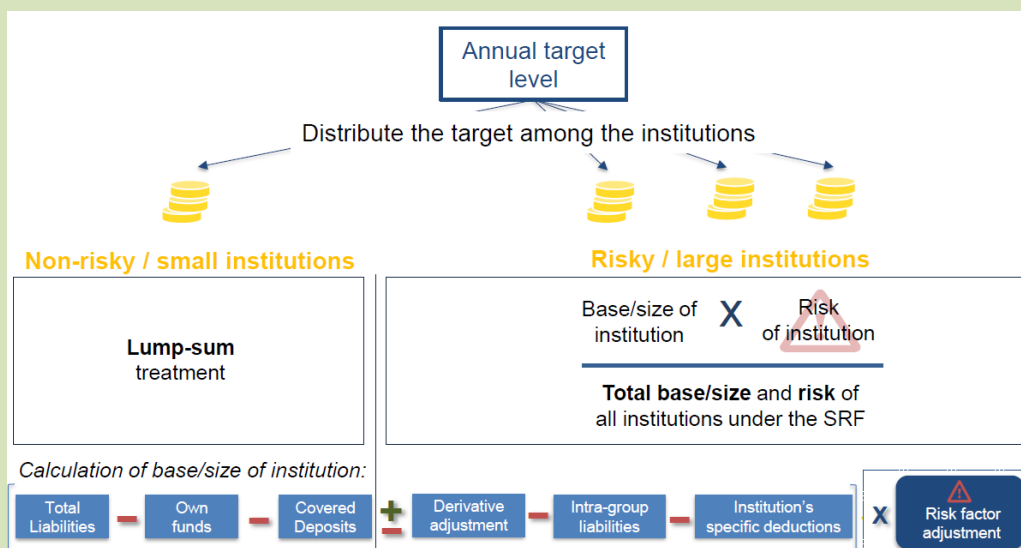 Annual target
level
Distribute the target among the institutions
Non-risky / small institutions
Risky / large institutions
Lump-sum
treatment
Base/size of
institution
X
Risk
of institution
Total base/size and risk of
all institutions under the SRF
Calculation of base/size of institution:
Total
Liabilities
−
Own
funds
−
Covered
Deposits
+
−
Derivative
adjustment
−
Intra-group
liabilities
−
Institution's
specific deductions
X
Risk factor
adjustment